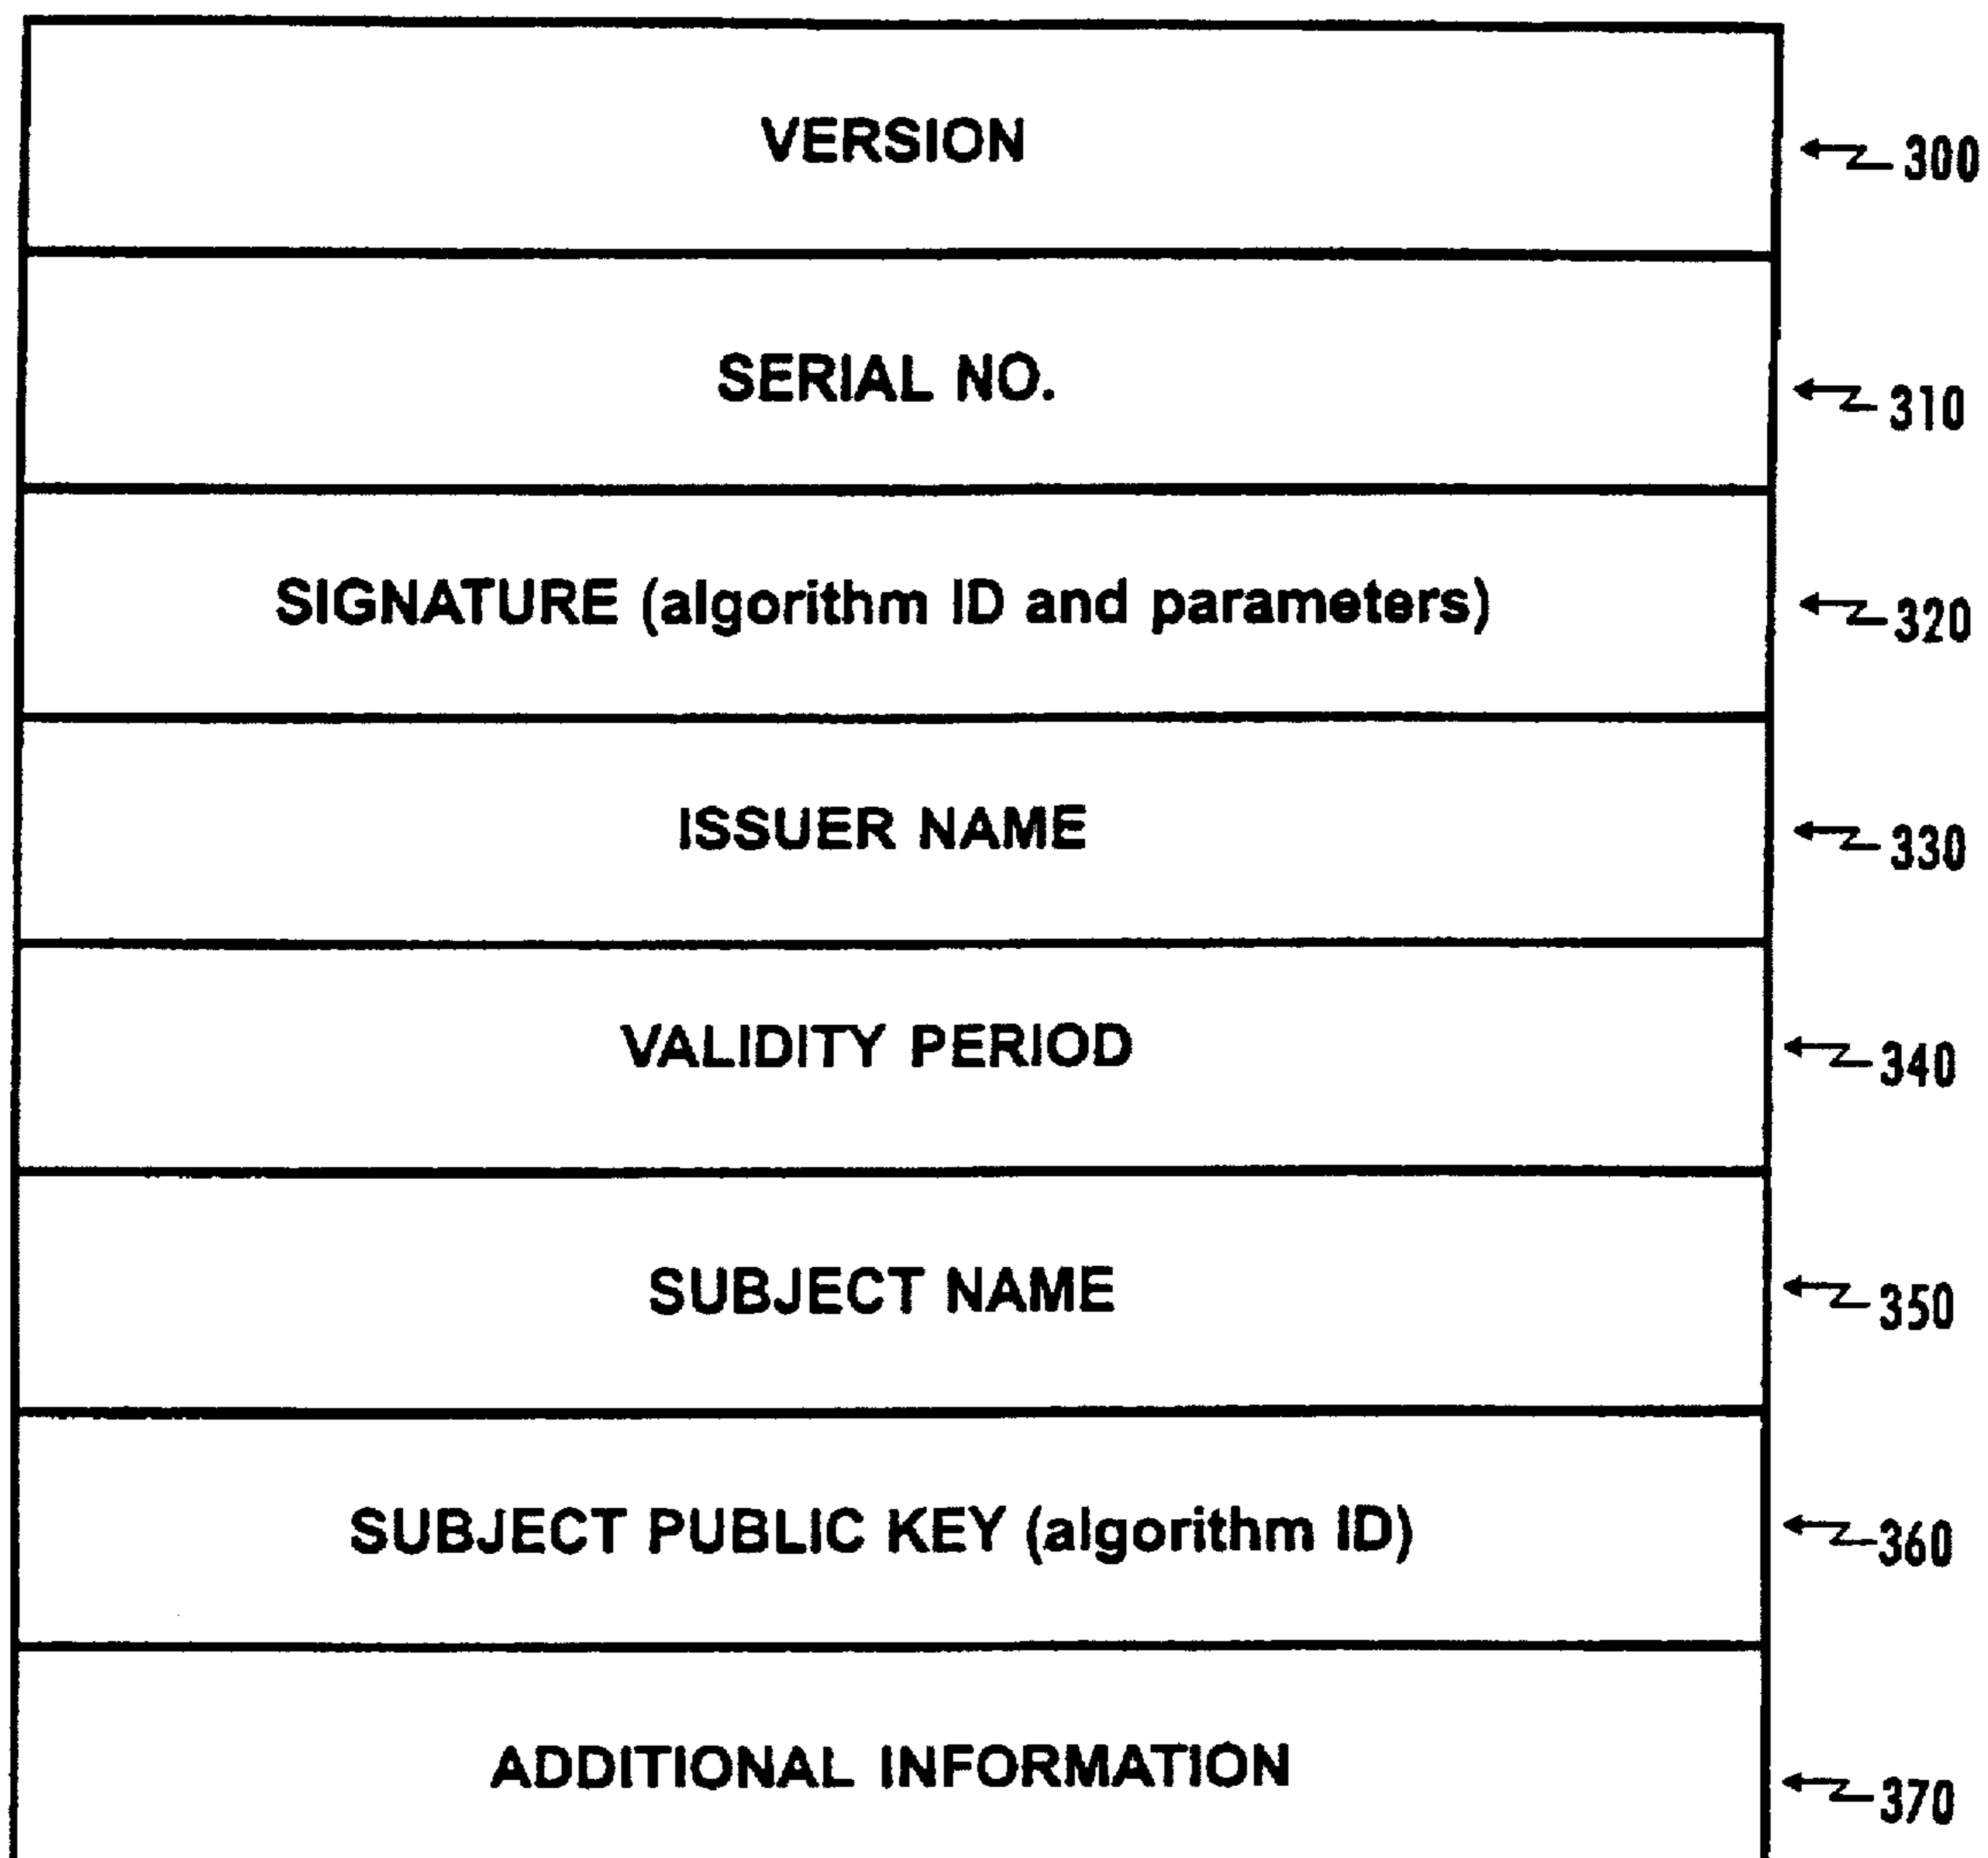 VERSION 300
SERIAL NO. 310
SIGNATURE (algorithm ID and parameters) 320
ISSUER NAME 330
VALIDITY PERIOD 340
SUBJECT NAME 350
SUBJECT PUBLIC KEY (algorithm ID) 360
ADDITIONAL INFORMATION 370